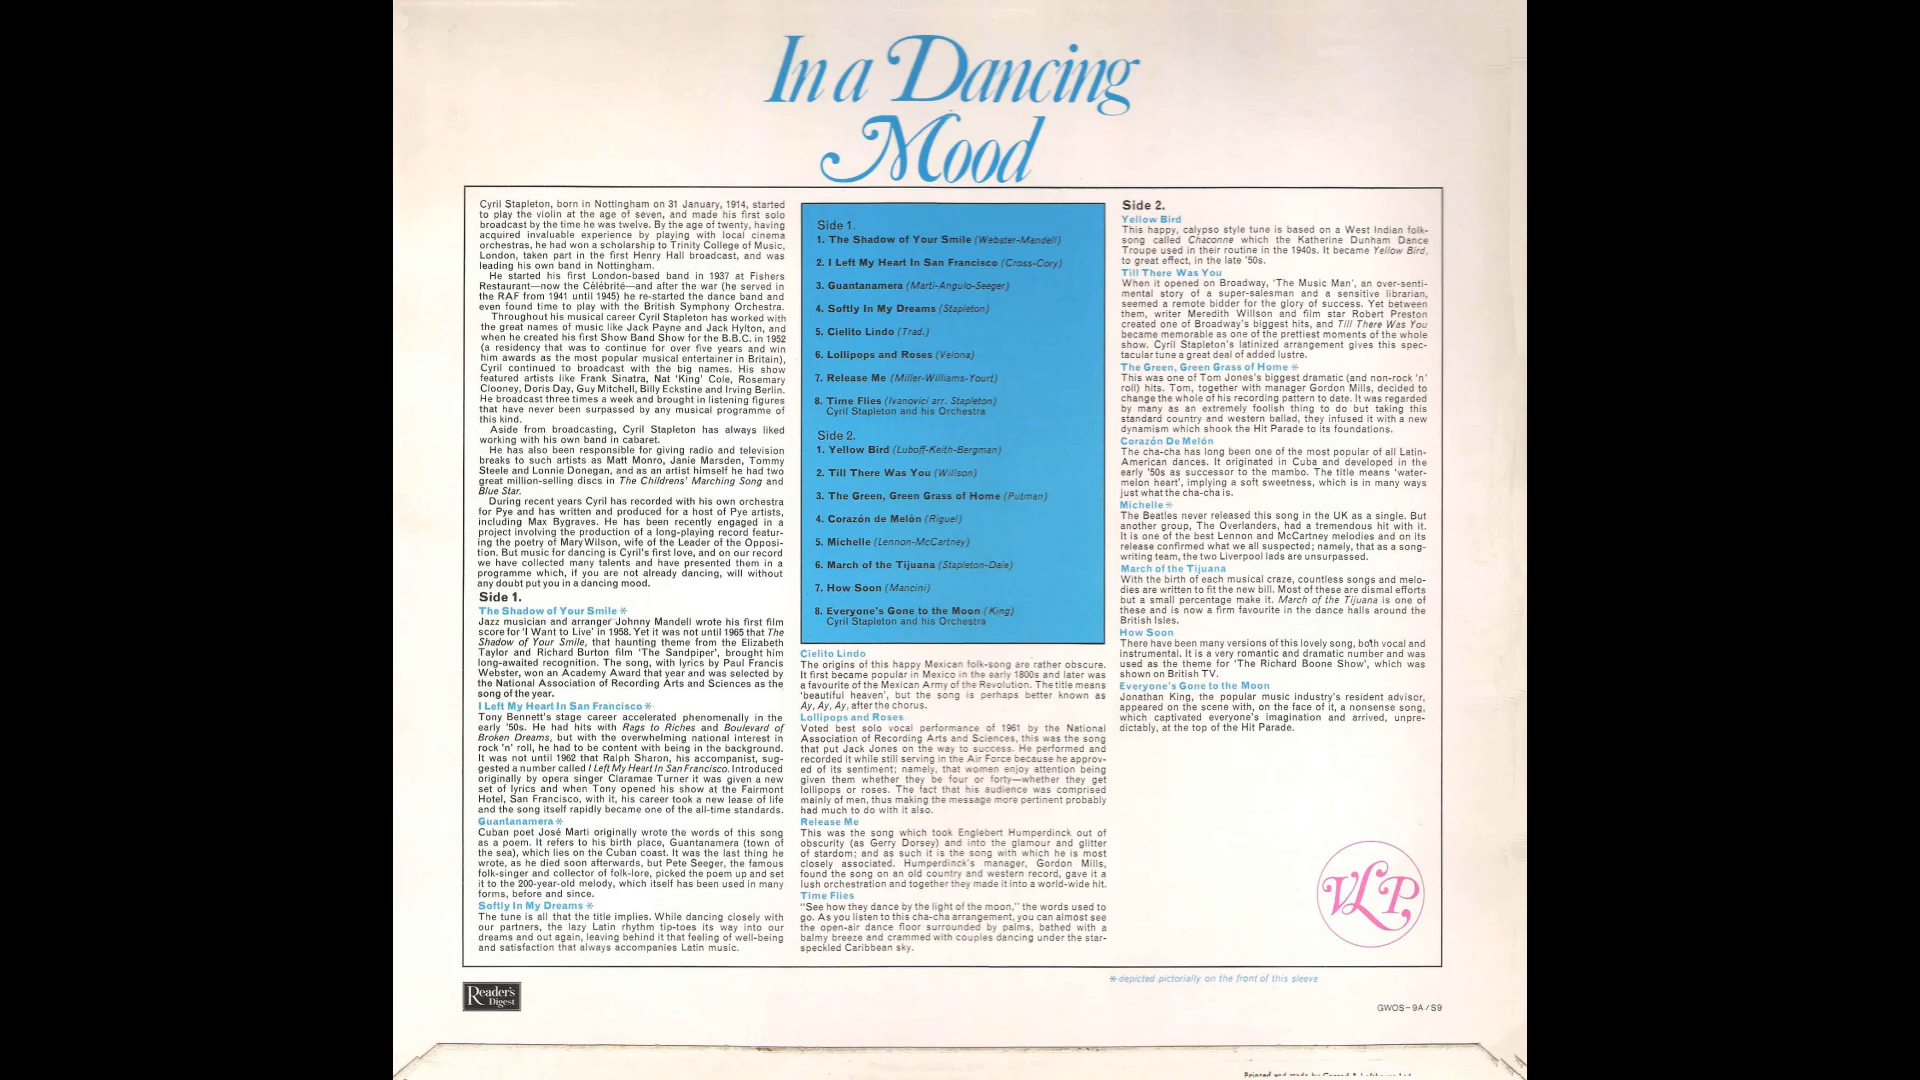 In a Dancing
Mood
Cyril Stapleton, born in Nottingham on 31 January, 1914, started
to play the violin at the age of seven, and made his first solo
broadcast by the time he was twelve. By the age of twenty, having
acquired invaluable experience by playing with local cinema
orchestras, he had won a scholarship to Trinity College of Music,
London, taken part in the first Henry Hall broadcast, and was
leading his own band in Nottingham.
He started his first London-based band in 1937 at Fishers
Restaurant—now the Célébrité—and after the war (he served in
the RAF from 1941 until 1945) he re-started the dance band and
even found time to play with the British Symphony Orchestra.
Throughout his musical career Cyril Stapleton has worked with
the great names of music like Jack Payne and Jack Hylton, and
when he created his first Show Band Show for the B.B.C. in 1952
(a residency that was to continue for over five years and win
him awards as the most popular musical entertainer in Britain),
Cyril continued to broadcast with the big names. His show
featured artists like Frank Sinatra, Nat 'King' Cole, Rosemary
Clooney, Doris Day, Guy Mitchell, Billy Eckstine and Irving Berlin.
He broadcast three times a week and brought in listening figures
that have never been surpassed by any musical programme of
this kind.
Aside from broadcasting, Cyril Stapleton has always liked
working with his own band in cabaret.
He has also been responsible for giving radio and television
breaks to such artists as Matt Monro, Janie Marsden, Tommy
Steele and Lonnie Donegan, and as an artist himself he had two
great million-selling discs in The Childrens' Marching Song and
Blue Star.
During recent years Cyril has recorded with his own orchestra
for Pye and has written and produced for a host of Pye artists,
including Max Bygraves. He has been recently engaged in a
project involving the production of a long-playing record featur-
ing the poetry of Mary Wilson, wife of the Leader of the Opposi-
tion. But music for dancing is Cyril's first love, and on our record
we have collected many talents and have presented them in a
programme which, if you are not already dancing, will without
any doubt put you in a dancing mood.
Side 1.
The Shadow of Your Smile *
Jazz musician and arranger Johnny Mandell wrote his first film
score for 'I Want to Live' in 1958. Yet it was not until 1965 that The
Shadow of Your Smile, that haunting theme from the Elizabeth
Taylor and Richard Burton film 'The Sandpiper', brought him
long-awaited recognition. The song, with lyrics by Paul Francis
Webster, won an Academy Award that year and was selected by
the National Association of Recording Arts and Sciences as the
song of the year.
I Left My Heart In San Francisco *
Tony Bennett's stage career accelerated phenomenally in the
early '50s. He had hits with Rags to Riches and Boulevard of
Broken Dreams, but with the overwhelming national interest in
rock 'n' roll, he had to be content with being in the background.
It was not until 1962 that Ralph Sharon, his accompanist, sug-
gested a number called I Left My Heart In San Francisco. Introduced
originally by opera singer Claramae Turner it was given a new
set of lyrics and when Tony opened his show at the Fairmont
Hotel, San Francisco, with it, his career took a new lease of life
and the song itself rapidly became one of the all-time standards.
Guantanamera *
Cuban poet José Marti originally wrote the words of this song
as a poem. It refers to his birth place, Guantanamera (town of
the sea), which lies on the Cuban coast. It was the last thing he
wrote, as he died soon afterwards, but Pete Seeger, the famous
folk-singer and collector of folk-lore, picked the poem up and set
it to the 200-year-old melody, which itself has been used in many
forms, before and since.
Softly In My Dreams *
The tune is all that the title implies. While dancing closely with
our partners, the lazy Latin rhythm tip-toes its way into our
dreams and out again, leaving behind it that feeling of well-being
and satisfaction that always accompanies Latin music.
Side 1.
1. The Shadow of Your Smile (Webster-Mandell)
2. I Left My Heart In San Francisco (Cross-Cory)
3. Guantanamera (Marti-Angulo-Seeger)
4. Softly In My Dreams (Stapleton)
5. Cielito Lindo (Trad.)
6. Lollipops and Roses (Velona)
7. Release Me (Miller-Williams-Yount)
8. Time Flies (Ivanovici arr. Stapleton)
Cyril Stapleton and his Orchestra
Side 2.
1. Yellow Bird (Luboff-Keith-Bergman)
2. Till There Was You (Willson)
3. The Green, Green Grass of Home (Putman)
4. Corazón de Melòn (Riguel)
5. Michelle (Lennon-McCartney)
6. March of the Tijuana (Stapleton-Dale)
7. How Soon (Mancini)
8. Everyone's Gone to the Moon (King)
Cyril Stapleton and his Orchestra
Cielito Lindo
The origins of this happy Mexican folk-song are rather obscure.
It first became popular in Mexico in the early 1800s and later was
a favourite of the Mexican Army of the Revolution. The title means
'beautiful heaven', but the song is perhaps better known as
Ay, Ay, Ay, after the chorus.
Lollipops and Roses
Voted best solo vocal performance of 1961 by the National
Association of Recording Arts and Sciences, this was the song
that put Jack Jones on the way to success. He performed and
recorded it while still serving in the Air Force because he approv-
ed of its sentiment; namely, that women enjoy attention being
given them whether they be four or forty—whether they get
lollipops or roses. The fact that his audience was comprised
mainly of men, thus making the message more pertinent probably
had much to do with it also.
Release Me
This was the song which took Englebert Humperdinck out of
obscurity (as Gerry Dorsey) and into the glamour and glitter
of stardom; and as such it is the song with which he is most
closely associated. Humperdinck's manager, Gordon Mills,
found the song on an old country and western record, gave it a
lush orchestration and together they made it into a world-wide hit.
Time Flies
"See how they dance by the light of the moon," the words used to
go. As you listen to this cha-cha arrangement, you can almost see
the open-air dance floor surrounded by palms, bathed with a
balmy breeze and crammed with couples dancing under the star-
speckled Caribbean sky.
Side 2.
Yellow Bird
This happy, calypso style tune is based on a West Indian folk-
song called Chaconne which the Katherine Dunham Dance
Troupe used in their routine in the 1940s. It became Yellow Bird,
to great effect, in the late '50s.
Till There Was You
When it opened on Broadway, 'The Music Man', an over-senti-
mental story of a super-salesman and a sensitive librarian,
seemed a remote bidder for the glory of success. Yet between
them, writer Meredith Willson and film star Robert Preston
created one of Broadway's biggest hits, and Till There Was You
became memorable as one of the prettiest moments of the whole
show. Cyril Stapleton's latinized arrangement gives this spec-
tacular tune a great deal of added lustre.
The Green, Green Grass of Home *
This was one of Tom Jones's biggest dramatic (and non-rock 'n'
roll) hits. Tom, together with manager Gordon Mills, decided to
change the whole of his recording pattern to date. It was regarded
by many as an extremely foolish thing to do but taking this
standard country and western ballad, they infused it with a new
dynamism which shook the Hit Parade to its foundations.
Corazón De Melón
The cha-cha has long been one of the most popular of all Latin-
American dances. It originated in Cuba and developed in the
early '50s as successor to the mambo. The title means 'water-
melon heart', implying a soft sweetness, which is in many ways
just what the cha-cha is.
Michelle *
The Beatles never released this song in the UK as a single. But
another group, The Overlanders, had a tremendous hit with it.
It is one of the best Lennon and McCartney melodies and on its
release confirmed what we all suspected; namely, that as a song-
writing team, the two Liverpool lads are unsurpassed.
March of the Tijuana
With the birth of each musical craze, countless songs and melo-
dies are written to fit the new bill. Most of these are dismal efforts
but a small percentage make it. March of the Tijuana is one of
these and is now a firm favourite in the dance halls around the
British Isles.
How Soon
There have been many versions of this lovely song, both vocal and
instrumental. It is a very romantic and dramatic number and was
used as the theme for 'The Richard Boone Show', which was
shown on British TV.
Everyone's Gone to the Moon
Jonathan King, the popular music industry's resident advisor,
appeared on the scene with, on the face of it, a nonsense song,
which captivated everyone's imagination and arrived, unpre-
dictably, at the top of the Hit Parade.
VLP
* depicted pictorially on the front of this sleeve
Reader's
Digest
GWOS-9A/S9
Printed and made by